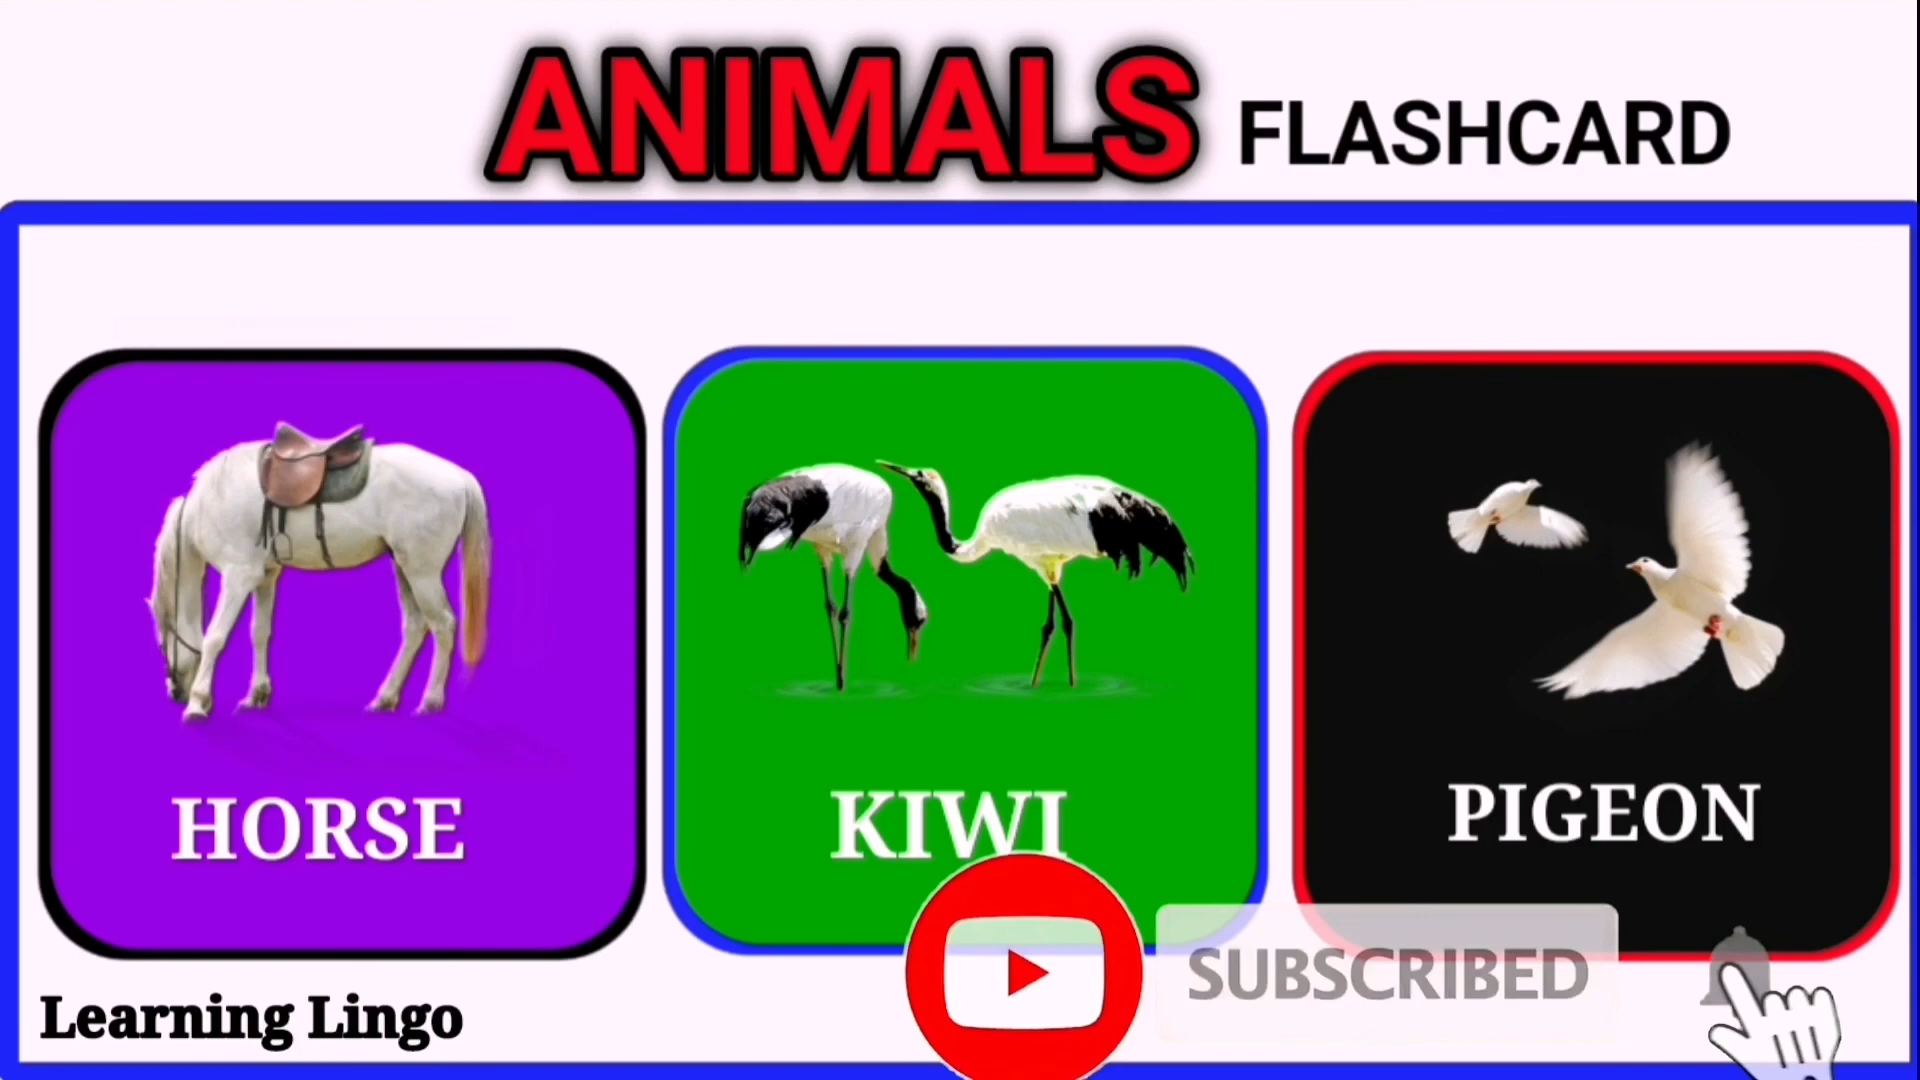 ANIMALS FLASHCARD
HORSE
KIWI
PIGEON
SUBSCRIBED
Learning Lingo